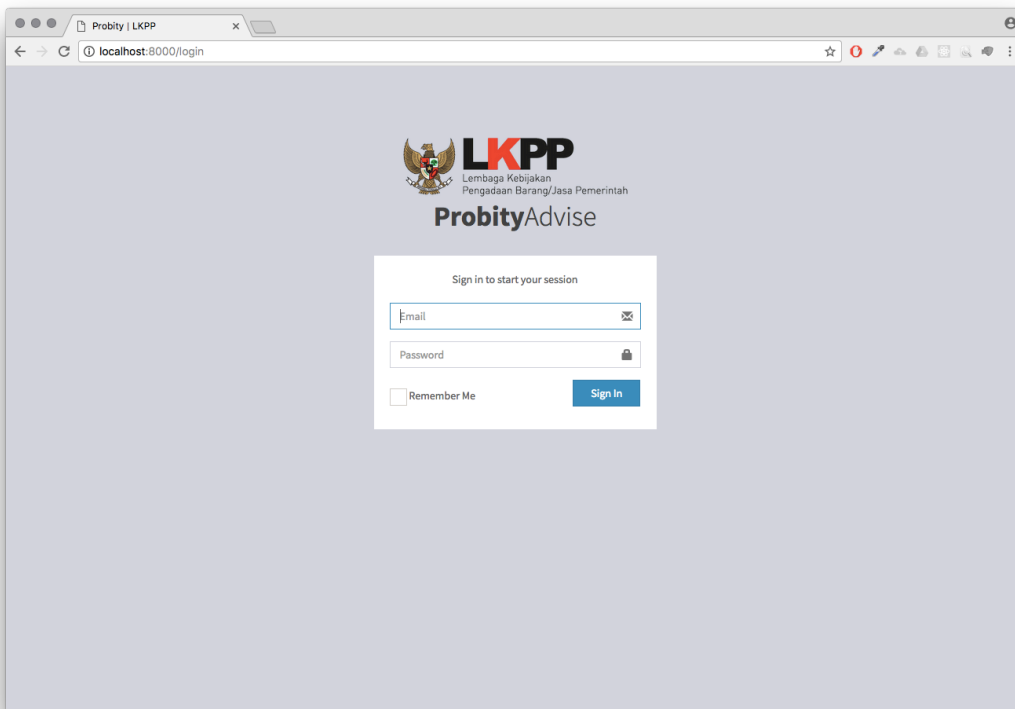 Probity | LKPP
localhost:8000/login
LKPP
Lembaga Kebijakan
Pengadaan Barang/Jasa Pemerintah
ProbityAdvise
Sign in to start your session
Email
Password
Remember Me
Sign In